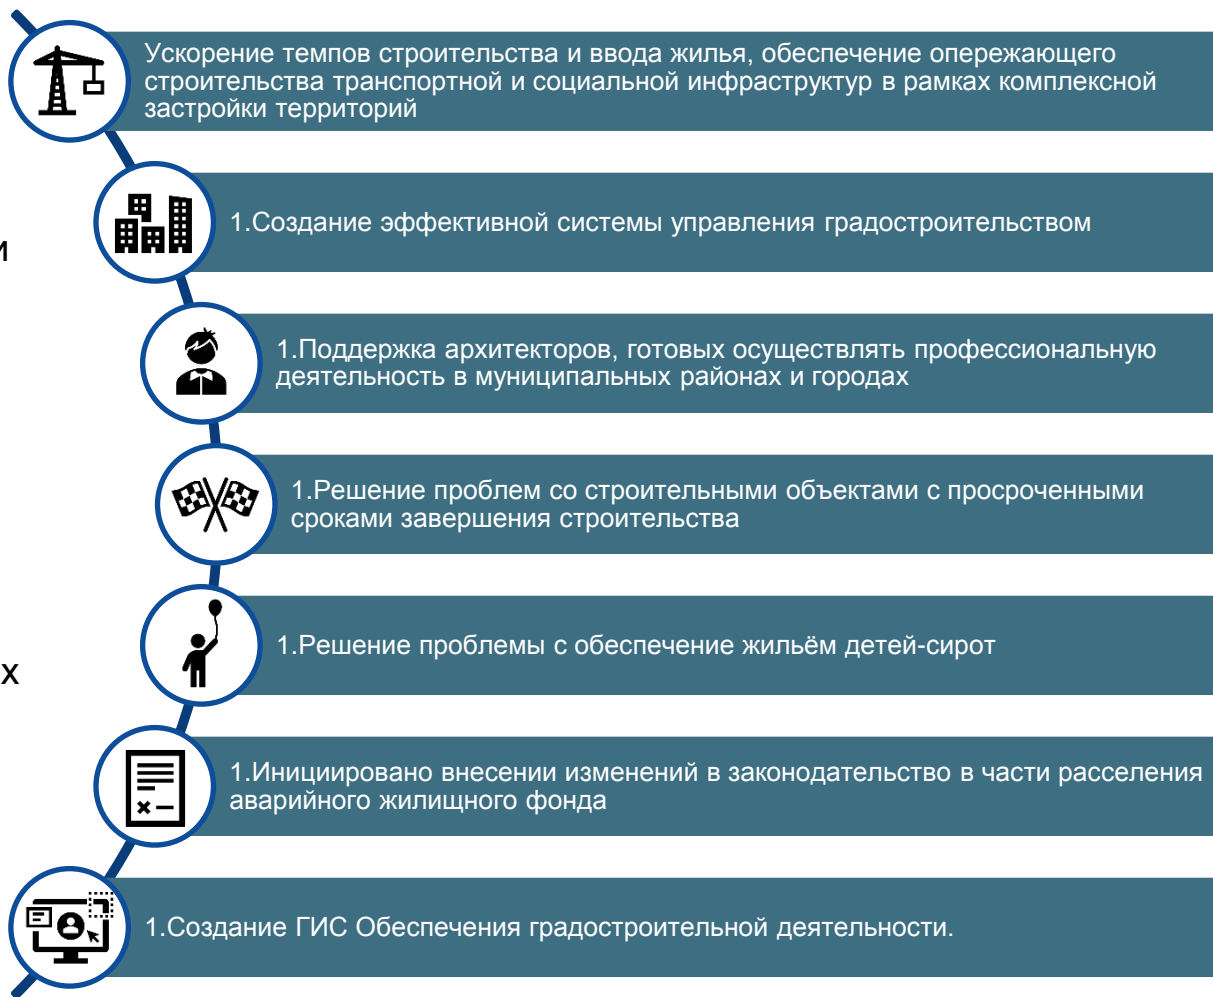 Ускорение темпов строительства и ввода жилья, обеспечение опережающего
строительства транспортной и социальной инфраструктур в рамках комплексной
застройки территорий
1.Создание эффективной системы управления градостроительством
и
1.Поддержка архитекторов, готовых осуществлять профессиональную
деятельность в муниципальных районах и городах
1.Решение проблем со строительными объектами с просроченными
сроками завершения строительства
1.Решение проблемы с обеспечение жильём детей-сирот
х
1.Инициировано внесении изменений в законодательство в части расселения
аварийного жилищного фонда
1.Создание ГИС Обеспечения градостроительной деятельности.